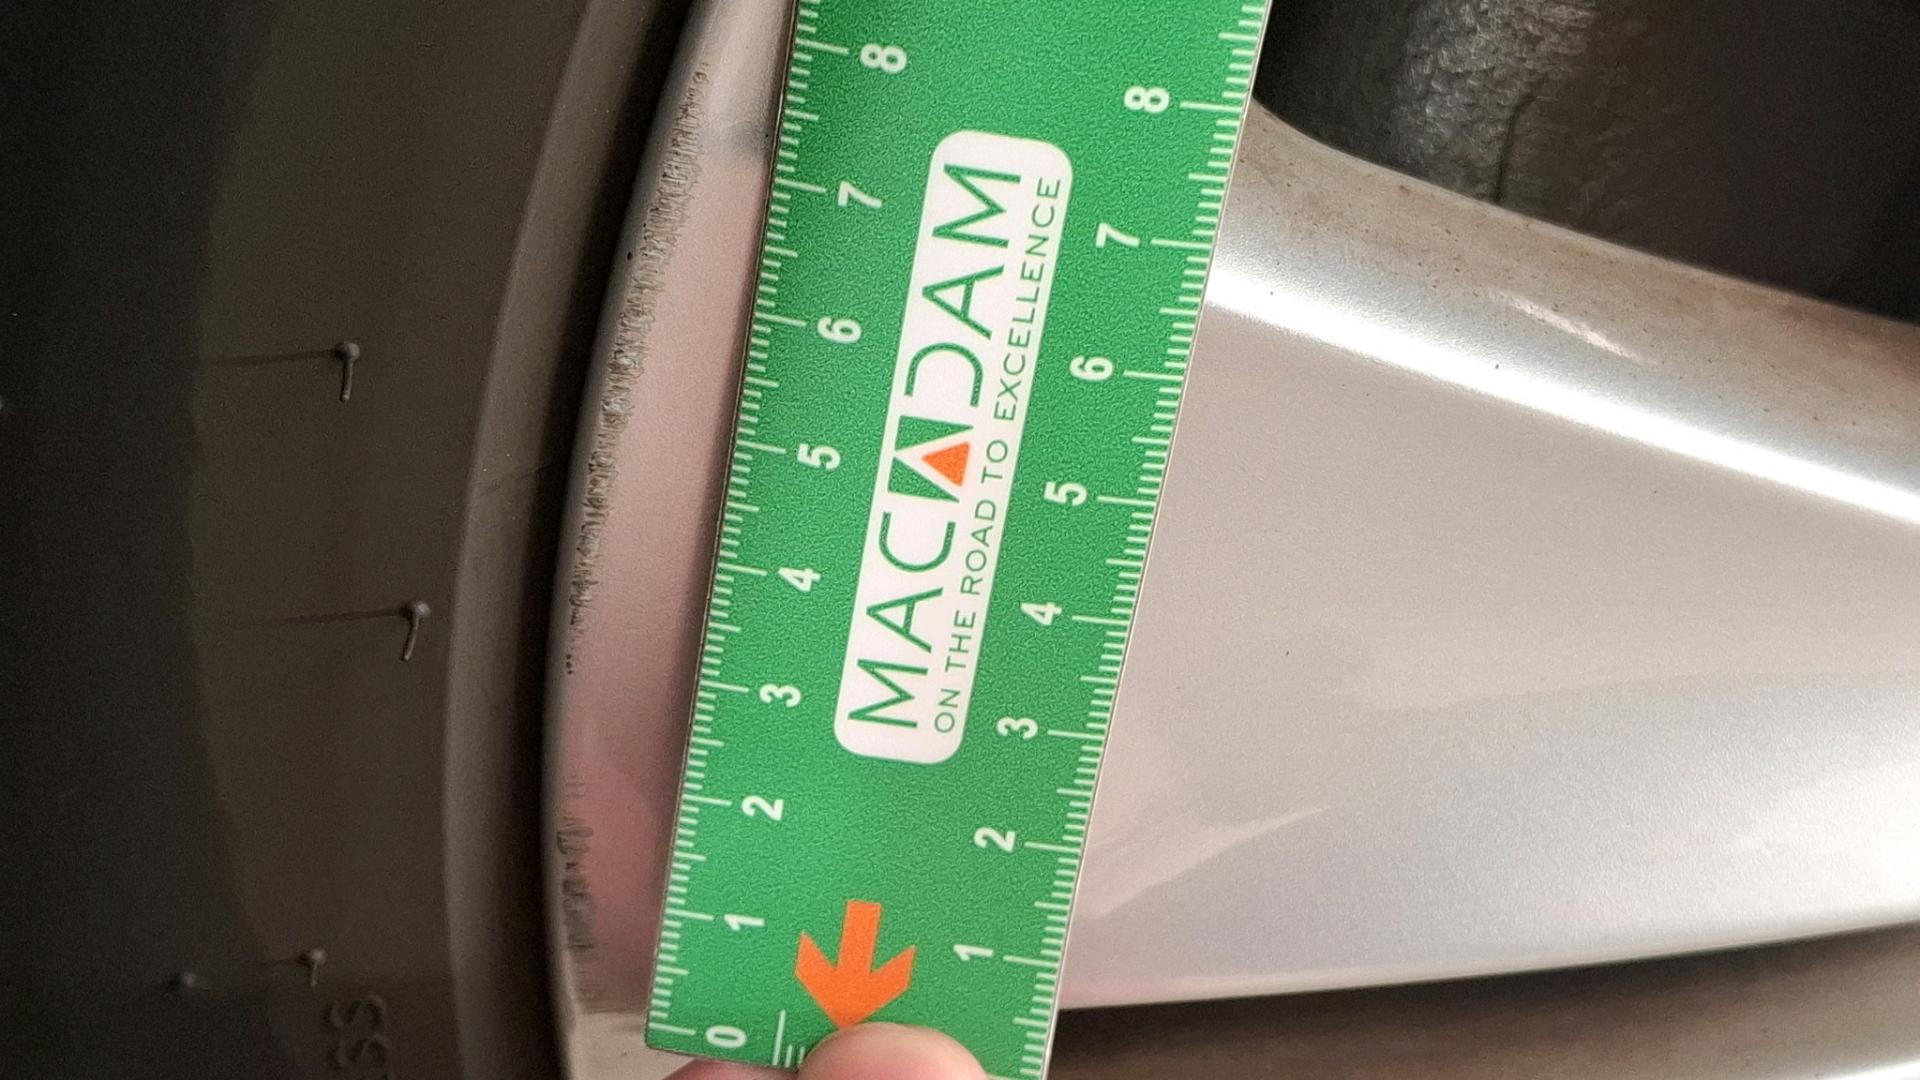 MACADAM
ON THE ROAD TO EXCELLENCE
0 1 2 3 4 5 6 7 8
1 2 3 4 5 6 7 8